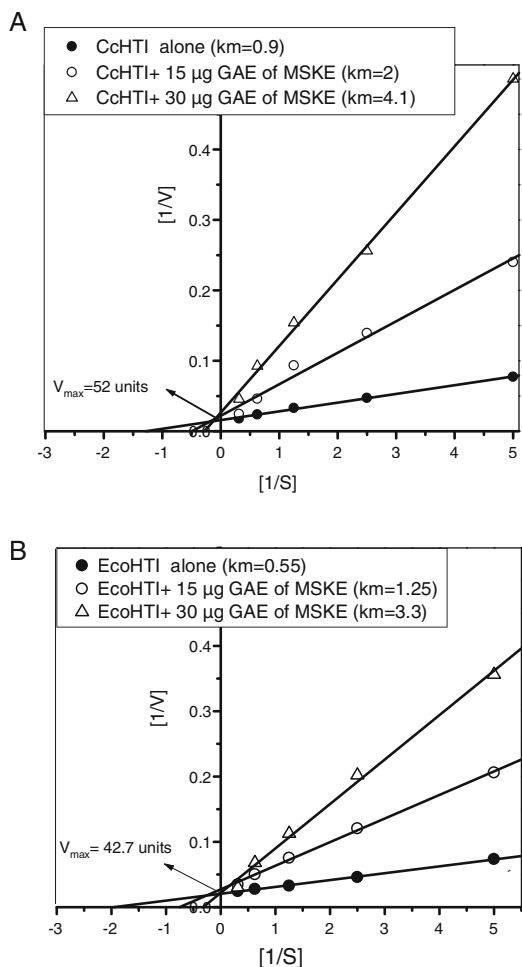 A
CcHTI alone (km=0.9)
CcHTI+ 15 µg GAE of MSKE (km=2)
CcHTI+ 30 µg GAE of MSKE (km=4.1)
0.4
0.3
0.2
0.1
0.0
[1/V]
Vmax=52 units
-3 -2 -1 0 1 2 3 4 5
[1/S]
B
EcoHTI alone (km=0.55)
EcoHTI+ 15 µg GAE of MSKE (km=1.25)
EcoHTI+ 30 µg GAE of MSKE (km=3.3)
0.4
0.3
0.2
0.1
0.0
[1/V]
Vmax= 42.7 units
-3 -2 -1 0 1 2 3 4 5
[1/S]